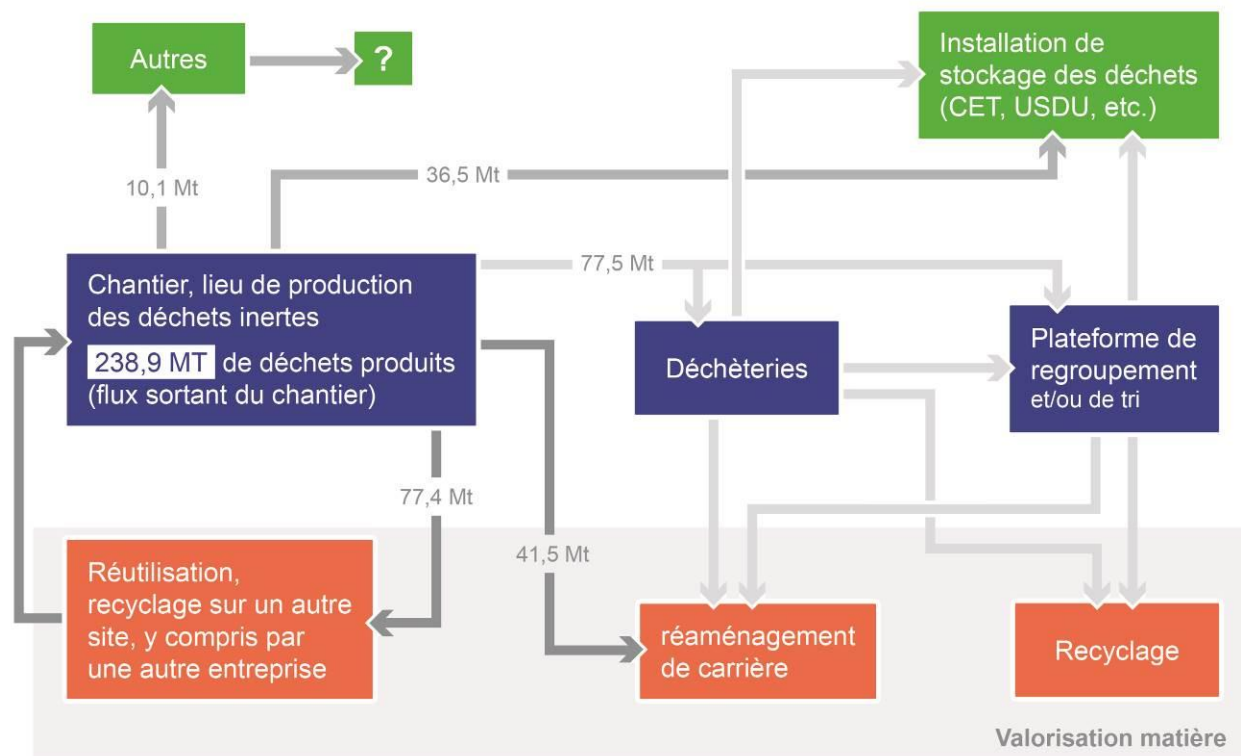 Autres
?
Installation de
stockage des déchets
(CET, USDU, etc.)
10,1 Mt
36,5 Mt
77,5 Mt
Chantier, lieu de production
des déchets inertes
238,9 MT de déchets produits
(flux sortant du chantier)
Déchèteries
Plateforme de
regroupement
et/ou de tri
77,4 Mt
41,5 Mt
Réutilisation,
recyclage sur un autre
site, y compris par
une autre entreprise
réaménagement
de carrière
Recyclage
Valorisation matière